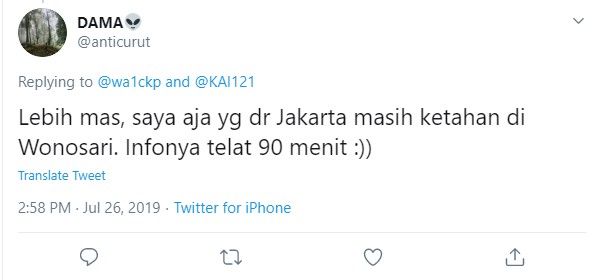 DAMA👽
@anticurut
Replying to @wa1ckp and @KAI121
Lebih mas, saya aja yg dr Jakarta masih ketahan di
Wonosari. Infonya telat 90 menit :))
Translate Tweet
2:58 PM · Jul 26, 2019 · Twitter for iPhone